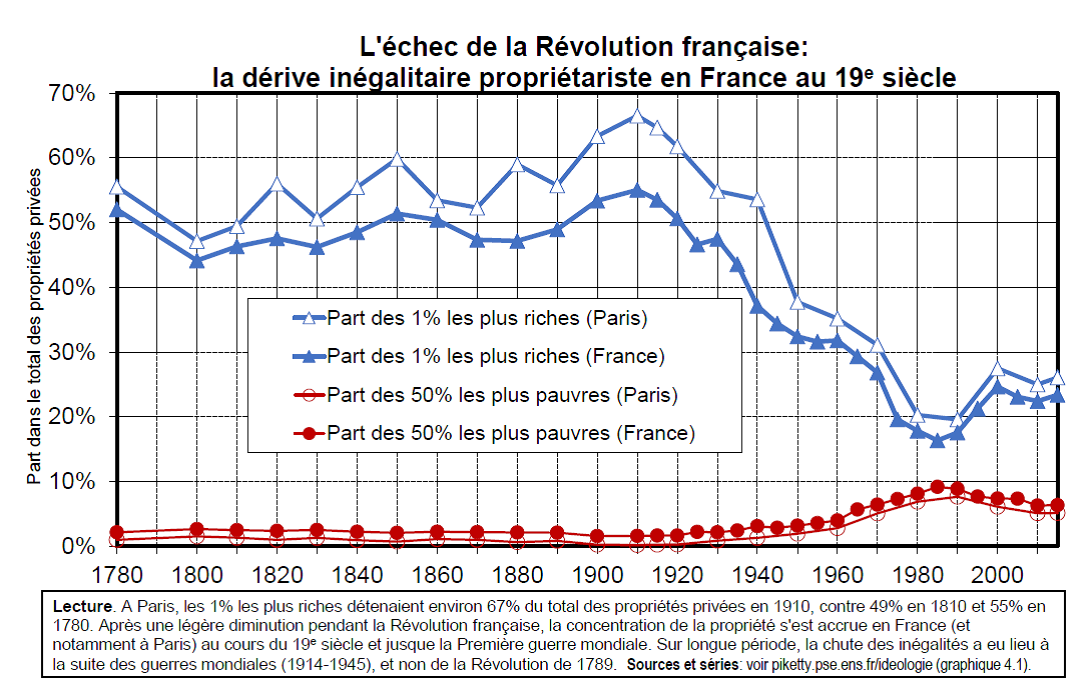 L'échec de la Révolution française:
la dérive inégalitaire propriétariste en France au 19e siècle
Part dans le total des propriétés privées
70%
60%
50%
40%
30%
20%
10%
0%
Part des 1% les plus riches (Paris)
Part des 1% les plus riches (France)
Part des 50% les plus pauvres (Paris)
Part des 50% les plus pauvres (France)
1780 1800 1820 1840 1860 1880 1900 1920 1940 1960 1980 2000
Lecture. A Paris, les 1% les plus riches détenaient environ 67% du total des propriétés privées en 1910, contre 49% en 1810 et 55% en
1780. Après une légère diminution pendant la Révolution française, la concentration de la propriété s'est accrue en France (et
notamment à Paris) au cours du 19e siècle et jusque la Première guerre mondiale. Sur longue période, la chute des inégalités a eu lieu à
la suite des guerres mondiales (1914-1945), et non de la Révolution de 1789. Sources et séries: voir piketty.pse.ens.fr/ideologie (graphique 4.1).